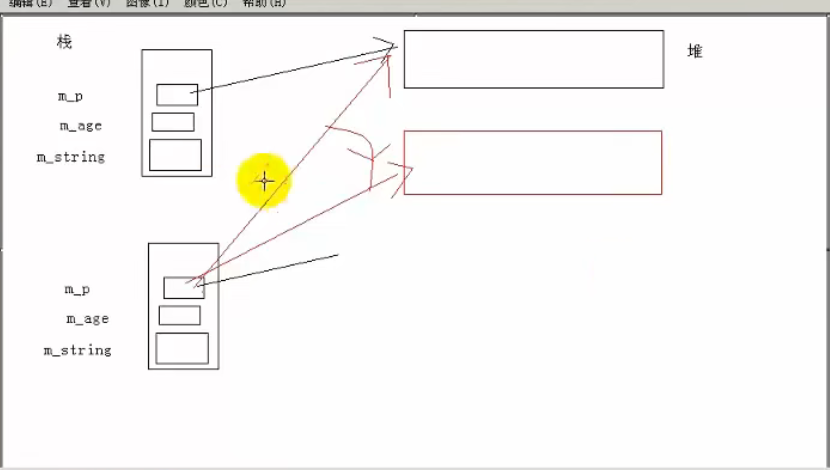 编辑(E) 查看(V) 图像(I) 颜色(C) 帮助(H)
栈
堆
m_p
m_age
m_string
m_p
m_age
m_string